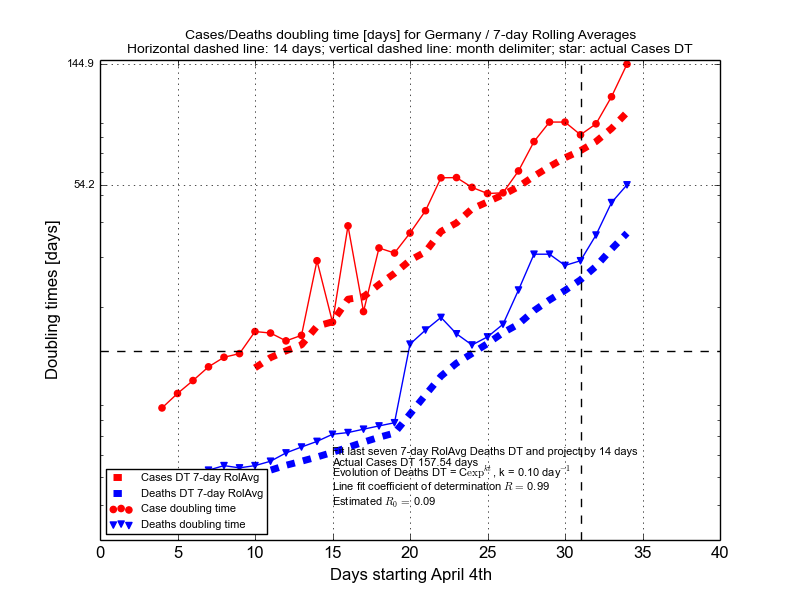 Cases/Deaths doubling time [days] for Germany / 7-day Rolling Averages
Horizontal dashed line: 14 days; vertical dashed line: month delimiter; star: actual Cases DT
144.9
54.2
Doubling times [days]
Fit last seven 7-day RolAvg Deaths DT and project by 14 days
Actual Cases DT 157.54 days
Evolution of Deaths DT = Cexp^{kt}, k = 0.10 day^{-1}
Line fit coefficient of determination R = 0.99
Estimated R_0 = 0.09
Cases DT 7-day RolAvg
Deaths DT 7-day RolAvg
Case doubling time
Deaths doubling time
0 5 10 15 20 25 30 35 40
Days starting April 4th